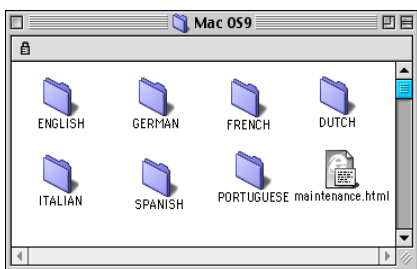 Mac OS9
ENGLISH
GERMAN
FRENCH
DUTCH
ITALIAN
SPANISH
PORTUGUESE
maintenance.html